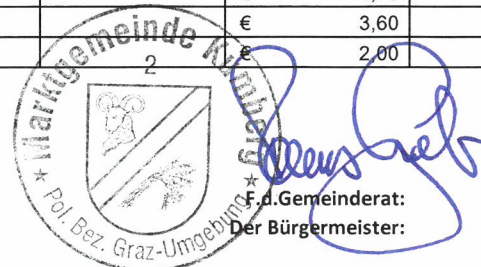 € 3,60
2 € 2,00
Marktgemeinde Kumberg
★ Pol. Bez. Graz-Umgebung ★
F.d.Gemeinderat:
Der Bürgermeister: